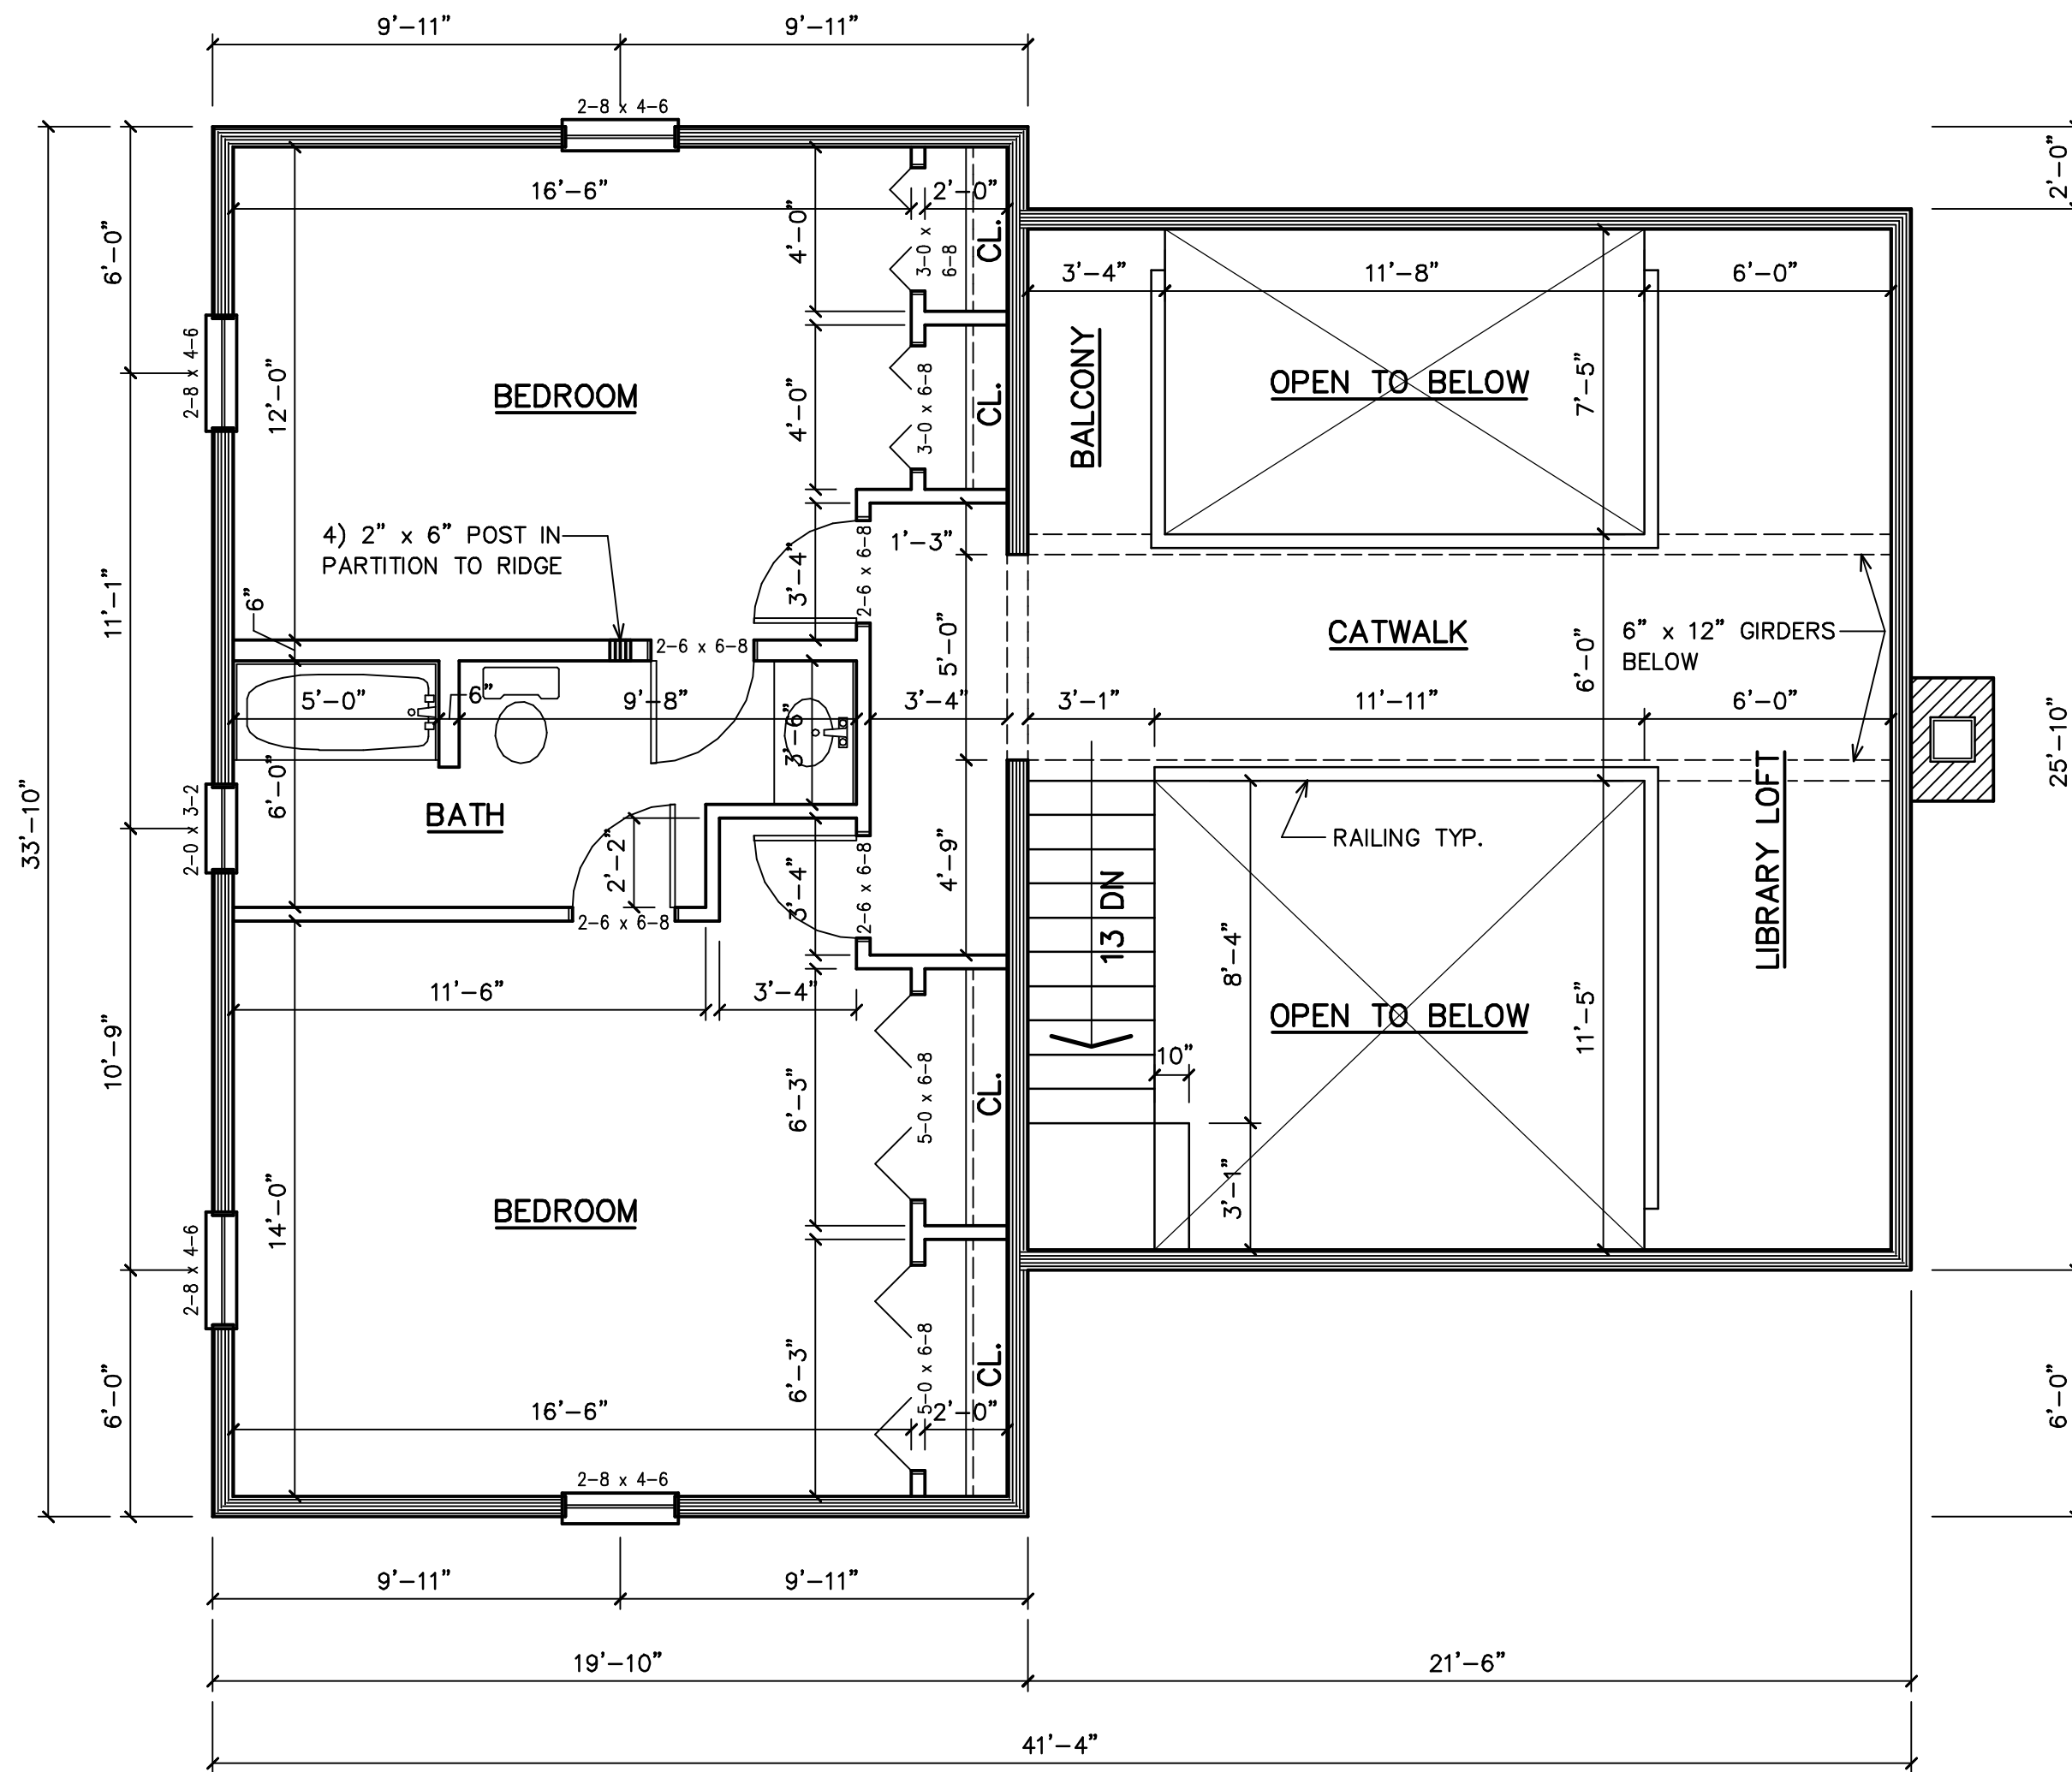 9'-11" 9'-11"
2-8 x 4-6
16'-6" 2'-0"
2'-0"
6'-0"
4'-0"
3-0 x
6-8
CL.
3'-4" 11'-8" 6'-0"
2-8 x 4-6
12'-0"
BEDROOM
4'-0"
3-0 x 6-8
CL.
BALCONY
OPEN TO BELOW
7'-5"
4) 2" x 6" POST IN
PARTITION TO RIDGE
1'-3"
11'-1"
6"
3'-4"
2-6 x 6-8
2-6 x 6-8
5'-0"
CATWALK
6" x 12" GIRDERS
BELOW
6'-0"
5'-0" 6" 9'-8" 3'-4" 3'-1" 11'-11" 6'-0"
3'-6"
33'-10"
25'-10"
2-0 x 3-2
6'-0"
BATH
2'-2"
3'-4"
2-6 x 6-8
4'-9"
RAILING TYP.
LIBRARY LOFT
2-6 x 6-8
13 DN
8'-4"
11'-6" 3'-4"
10'-9"
OPEN TO BELOW
11'-5"
10"
6'-3"
5-0 x 6-8
CL.
3'-1"
2-8 x 4-6
14'-0"
BEDROOM
6'-3"
5-0 x 6-8
CL.
6'-0"
16'-6" 2'-0"
6'-0"
2-8 x 4-6
9'-11" 9'-11"
19'-10" 21'-6"
41'-4"